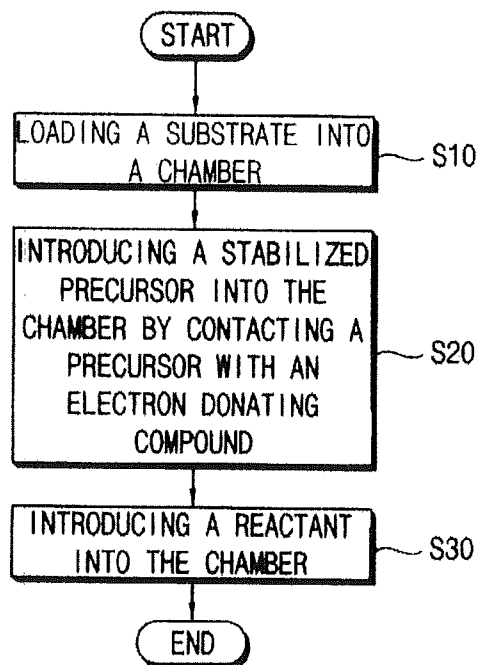 START
LOADING A SUBSTRATE INTO
A CHAMBER
S10
INTRODUCING A STABILIZED
PRECURSOR INTO THE
CHAMBER BY CONTACTING A
PRECURSOR WITH AN
ELECTRON DONATING
COMPOUND
S20
INTRODUCING A REACTANT
INTO THE CHAMBER
S30
END